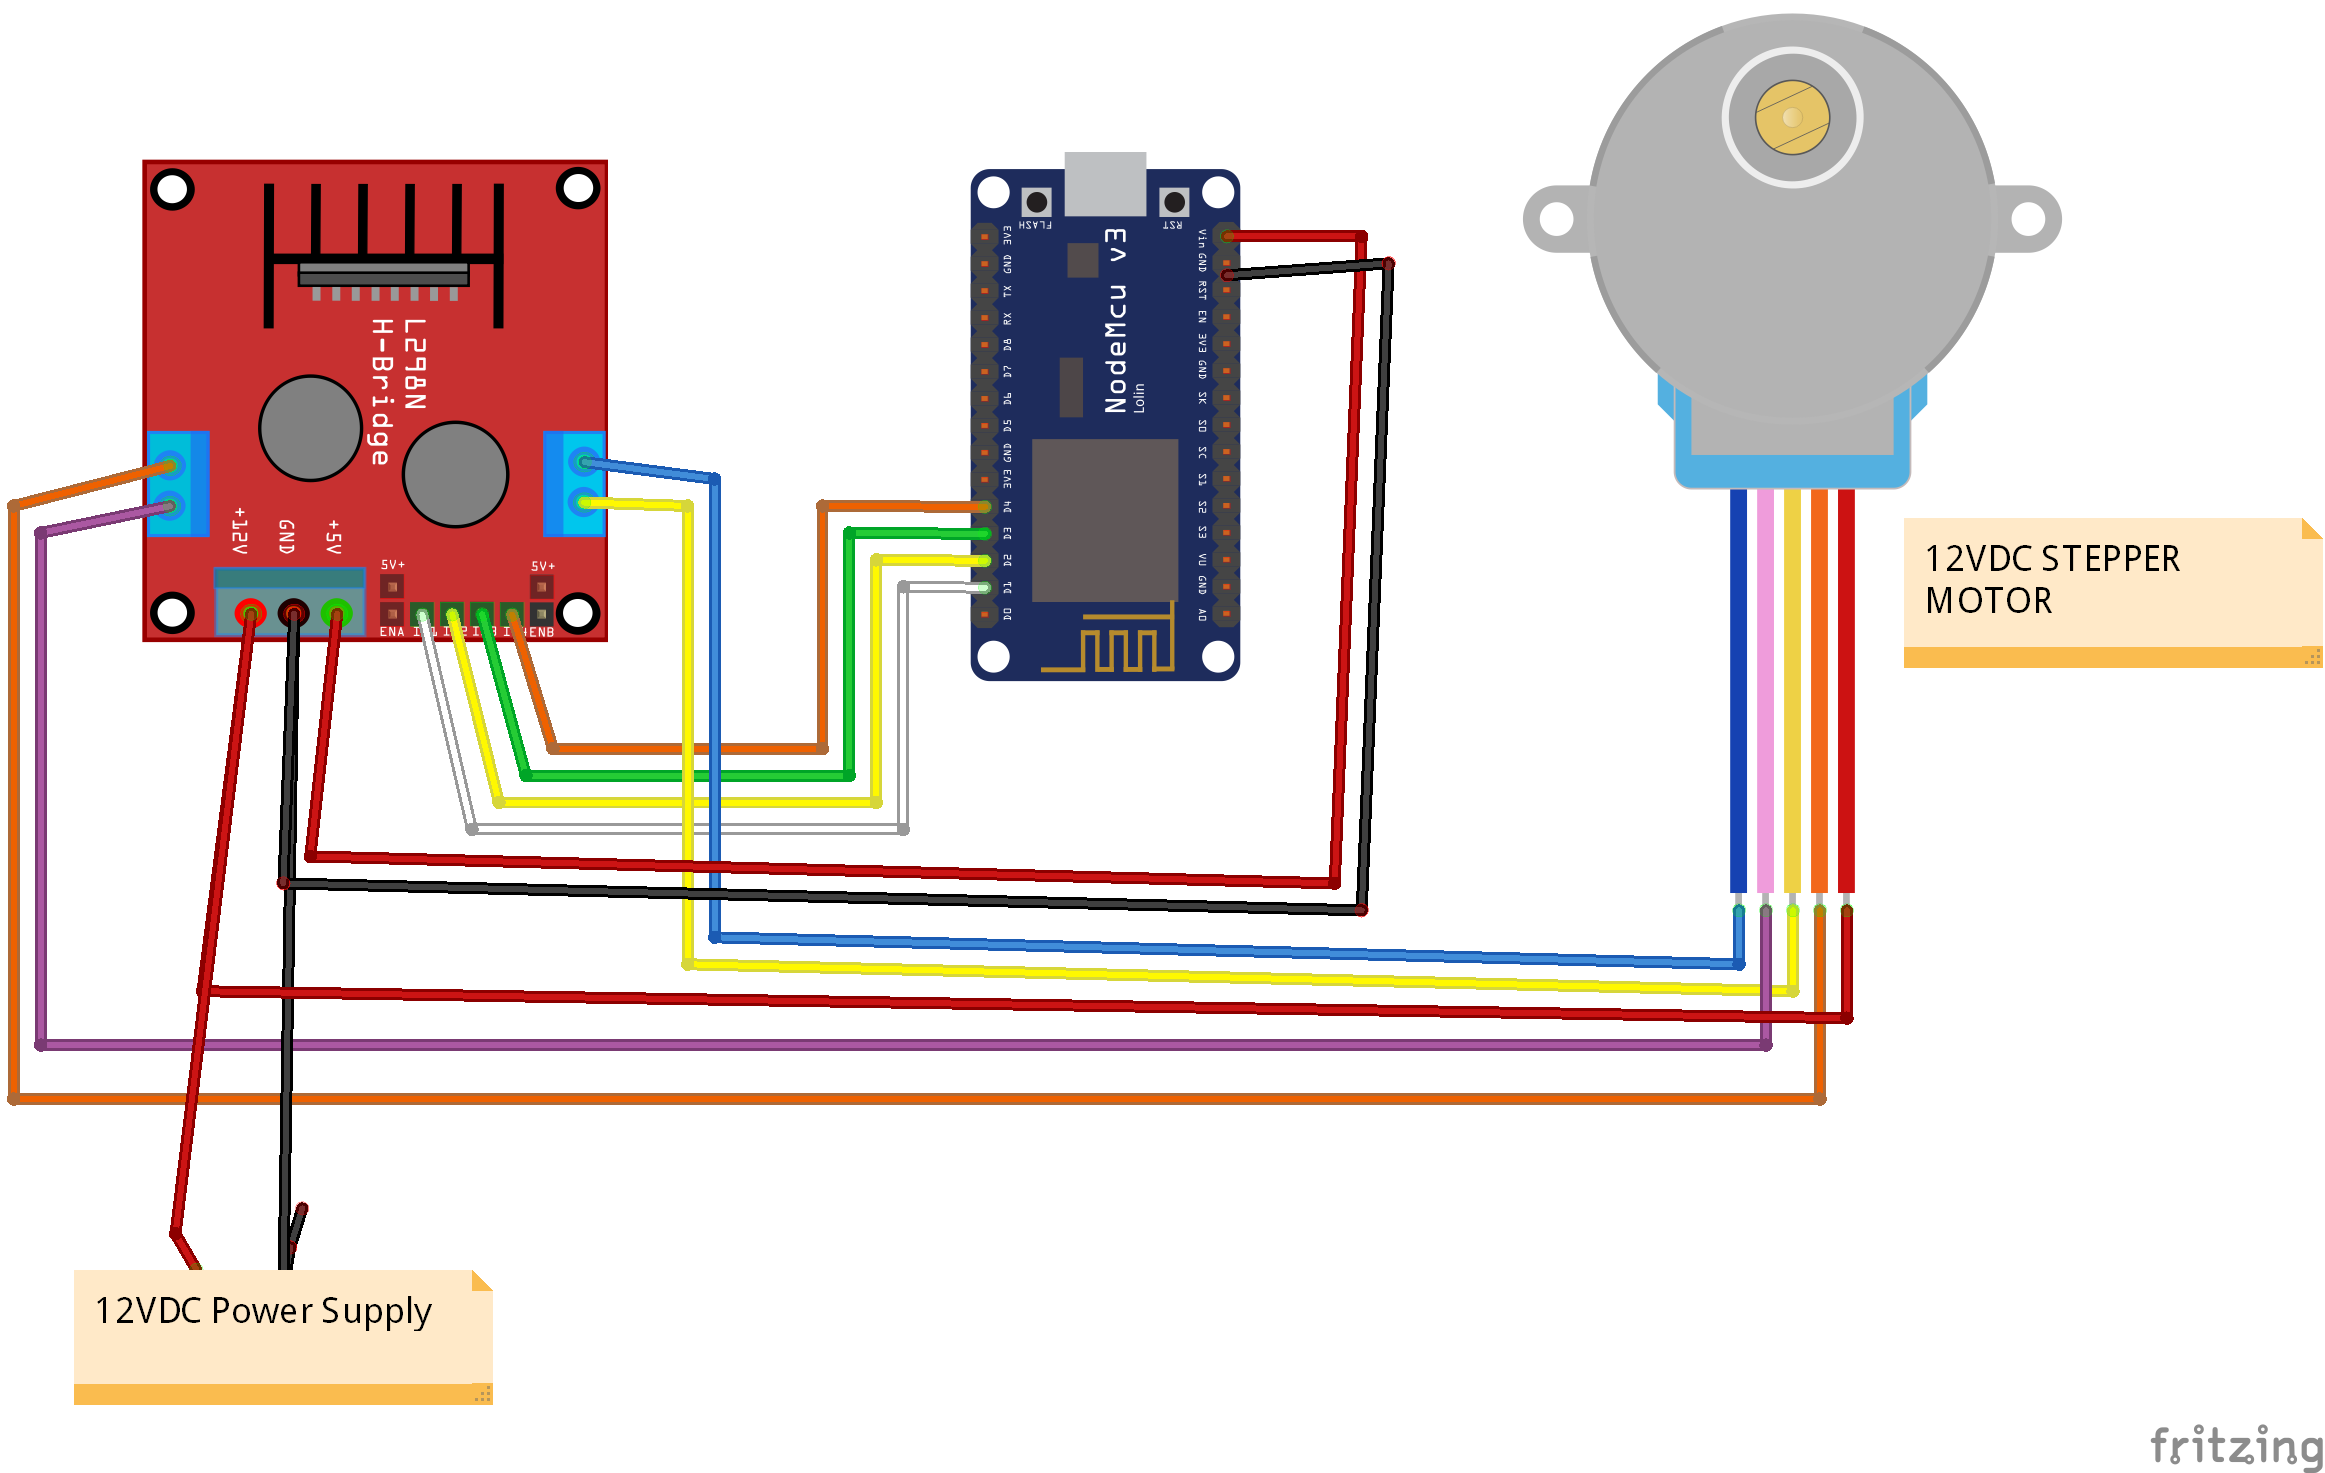 L298N
H-Bridge
+12V
GND
+5V
5V+
5V+
ENA
ENB
FLASH
RST
NodeMcu v3
Lolin
3V3
GND
TX
RX
D8
D7
D6
D5
GND
3V3
D4
D3
D2
D1
D0
Vin
GND
RST
EN
3V3
GND
SK
SO
SC
S1
S2
S3
VU
GND
AO
12VDC STEPPER
MOTOR
12VDC Power Supply
fritzing